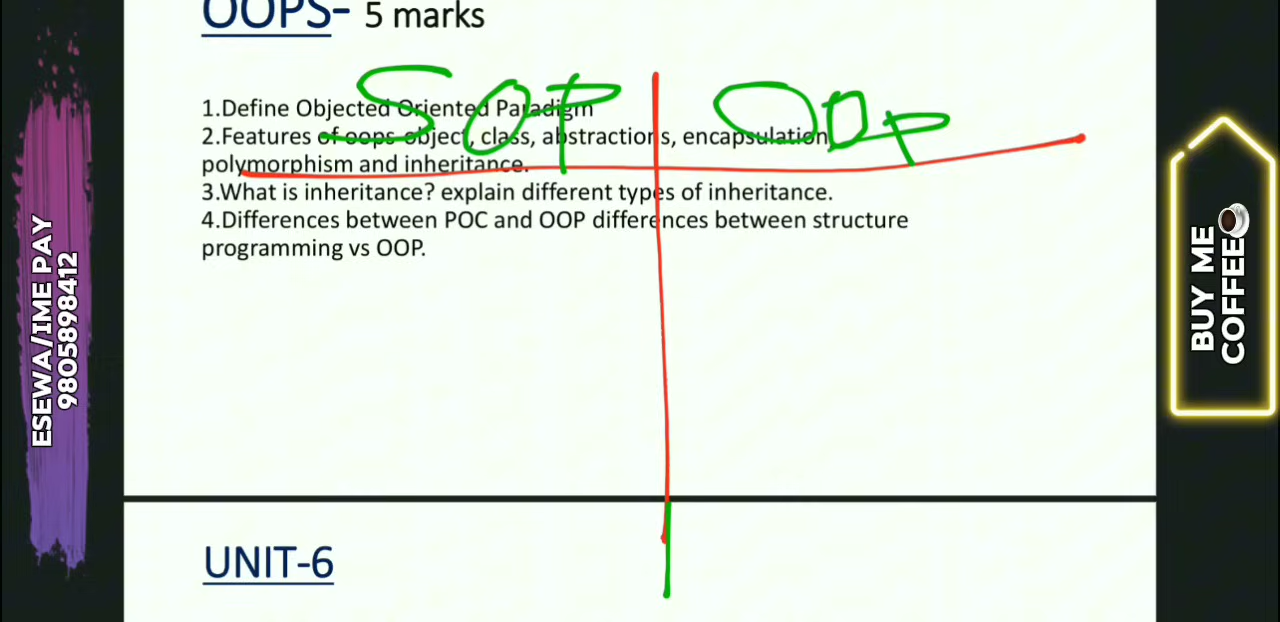 OOPS- 5 marks
SOP OOP
1.Define Objected Oriented Paradigm
2.Features of oops-object, class, abstractions, encapsulation,
polymorphism and inheritance.
3.What is inheritance? explain different types of inheritance.
4.Differences between POC and OOP differences between structure
programming vs OOP.
UNIT-6
ESEWA/IME PAY
9805898412
BUY ME
COFFEE